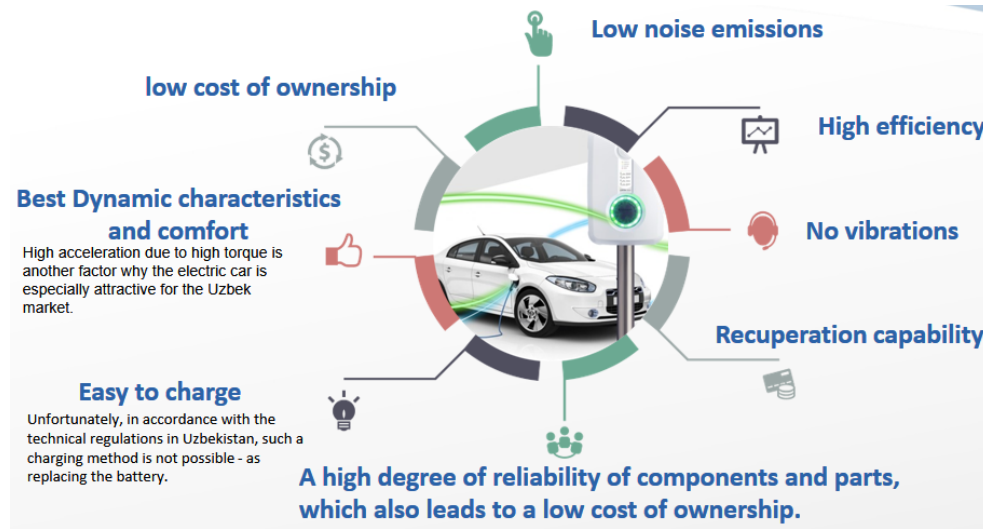 Low noise emissions
low cost of ownership
High efficiency
Best Dynamic characteristics
and comfort
High acceleration due to high torque is
another factor why the electric car is
especially attractive for the Uzbek
market.
No vibrations
Recuperation capability
Easy to charge
Unfortunately, in accordance with the
technical regulations in Uzbekistan, such a
charging method is not possible - as
replacing the battery.
A high degree of reliability of components and parts,
which also leads to a low cost of ownership.